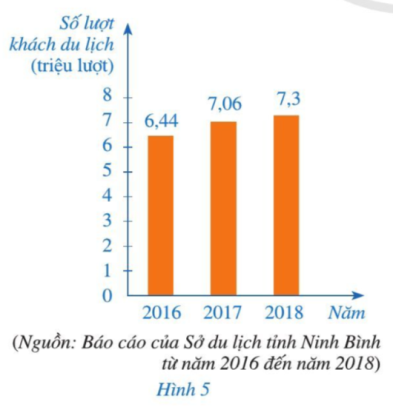 Số lượt
khách du lịch
(triệu lượt)
8
7
6
5
4
3
2
1
0
6,44
7,06
7,3
2016 2017 2018 Năm
(Nguồn: Báo cáo của Sở du lịch tỉnh Ninh Bình
từ năm 2016 đến năm 2018)
Hình 5